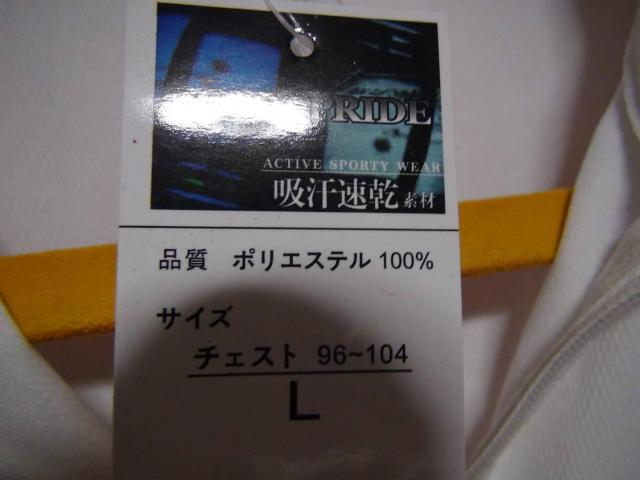 PRIDE
ACTIVE SPORTY WEAR
吸汗速乾素材
品質 ポリエステル 100%
サイズ
チェスト 96~104
L